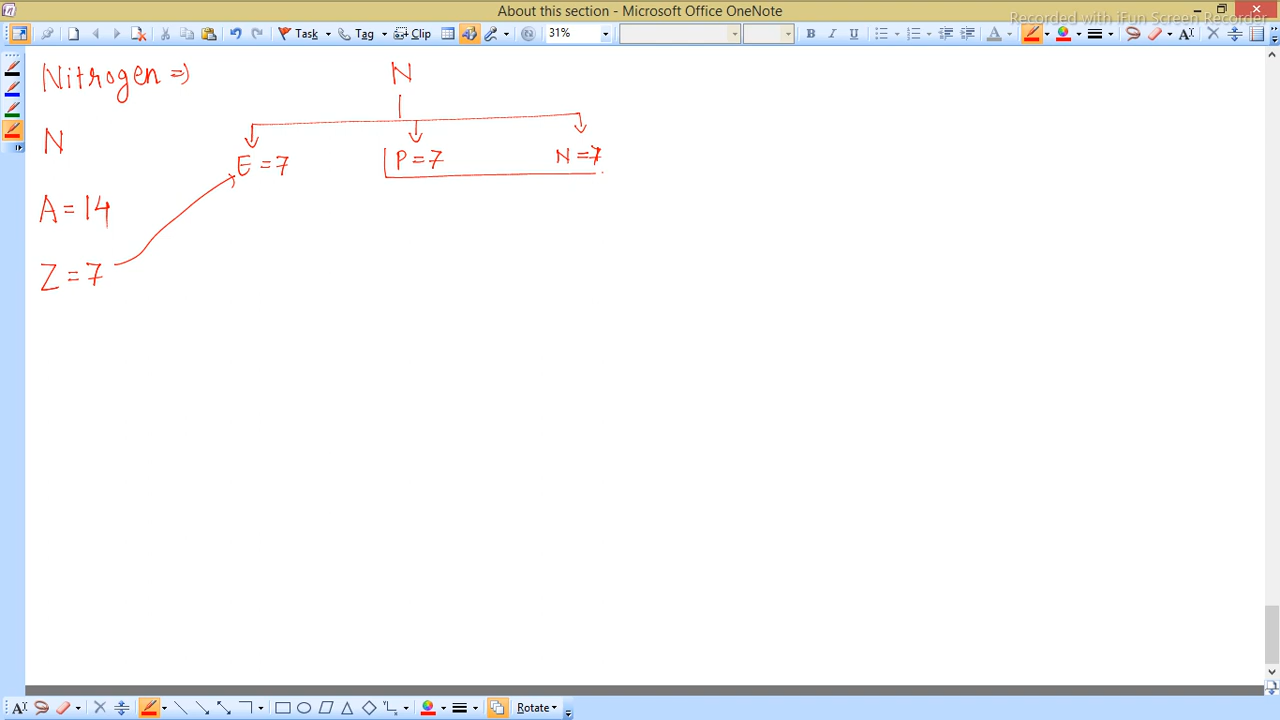 About this section - Microsoft Office OneNote
Recorded with iFun Screen Recorder
Task Tag Clip 31% B I U A
Nitrogen ⇒
N
N
E = 7
P = 7
N = 7
A = 14
Z = 7
Rotate